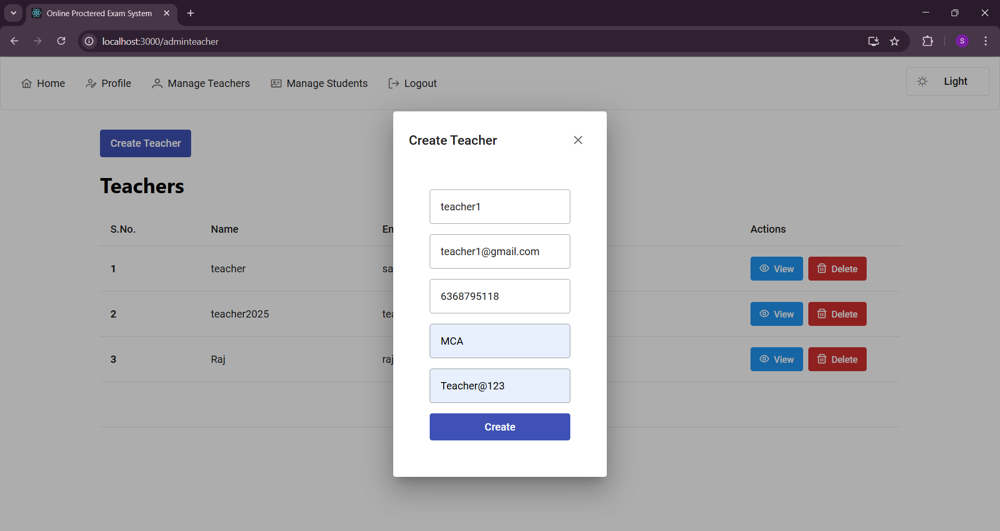 Online Proctered Exam System
localhost:3000/adminteacher
S
Home Profile Manage Teachers Manage Students Logout Light
Create Teacher
Teachers
S.No. Name En Actions
1 teacher sa View Delete
2 teacher2025 tea View Delete
3 Raj raj View Delete
Create Teacher
teacher1
teacher1@gmail.com
6368795118
MCA
Teacher@123
Create